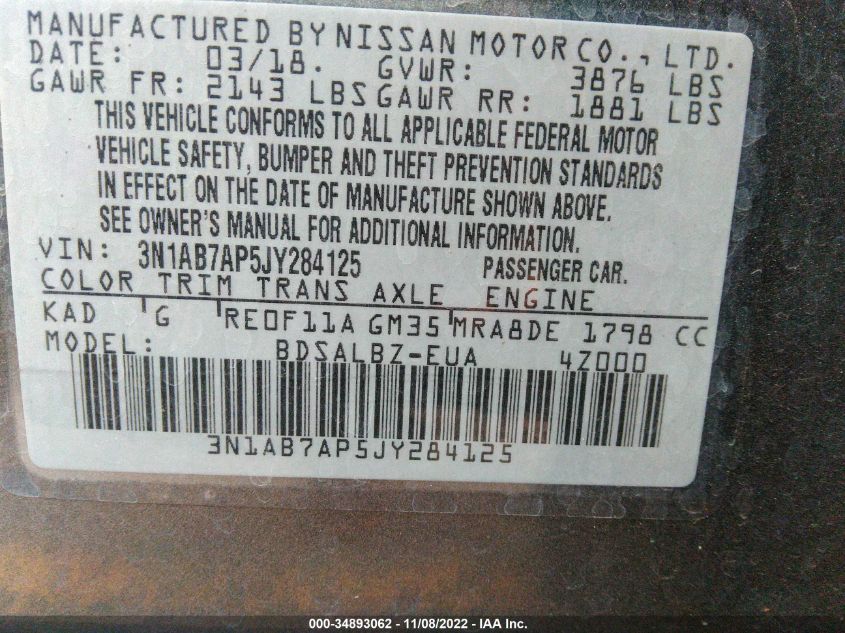 MANUFACTURED BY NISSAN MOTOR CO., LTD.
DATE: 03/18. GVWR: 3876 LBS
GAWR FR: 2143 LBS GAWR RR: 1881 LBS
THIS VEHICLE CONFORMS TO ALL APPLICABLE FEDERAL MOTOR
VEHICLE SAFETY, BUMPER AND THEFT PREVENTION STANDARDS
IN EFFECT ON THE DATE OF MANUFACTURE SHOWN ABOVE.
SEE OWNER'S MANUAL FOR ADDITIONAL INFORMATION.
VIN: 3N1AB7AP5JY284125 PASSENGER CAR.
COLOR TRIM TRANS AXLE ENGINE
KAD G RE0F11A GM35 MRA8DE 1798 CC
MODEL: BDSALBZ-EUA 4Z000
3N1AB7AP5JY284125
000-34893062 - 11/08/2022 - IAA Inc.